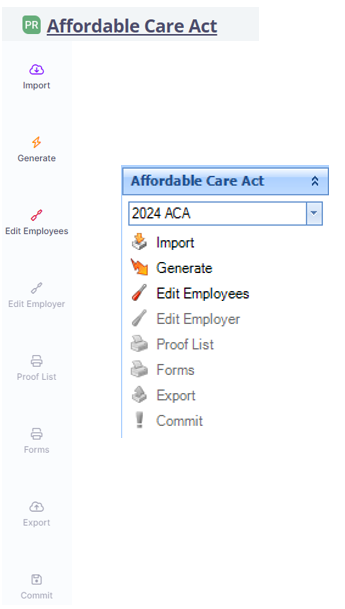 PR Affordable Care Act
Import
Generate
Edit Employees
Edit Employer
Proof List
Forms
Export
Commit
Affordable Care Act
2024 ACA
Import
Generate
Edit Employees
Edit Employer
Proof List
Forms
Export
Commit